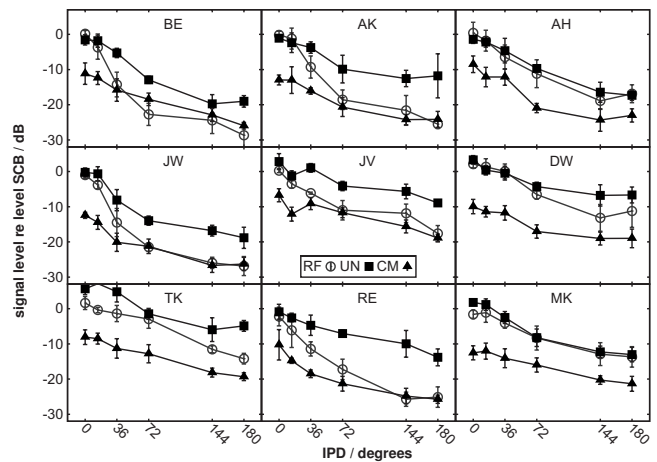 BE AK AH
0
-10
-20
-30
JW JV DW
0
-10
-20
-30
RF UN CM
TK RE MK
0
-10
-20
-30
0 36 72 144 180 0 36 72 144 180 0 36 72 144 180
IPD / degrees
signal level re level SCB / dB